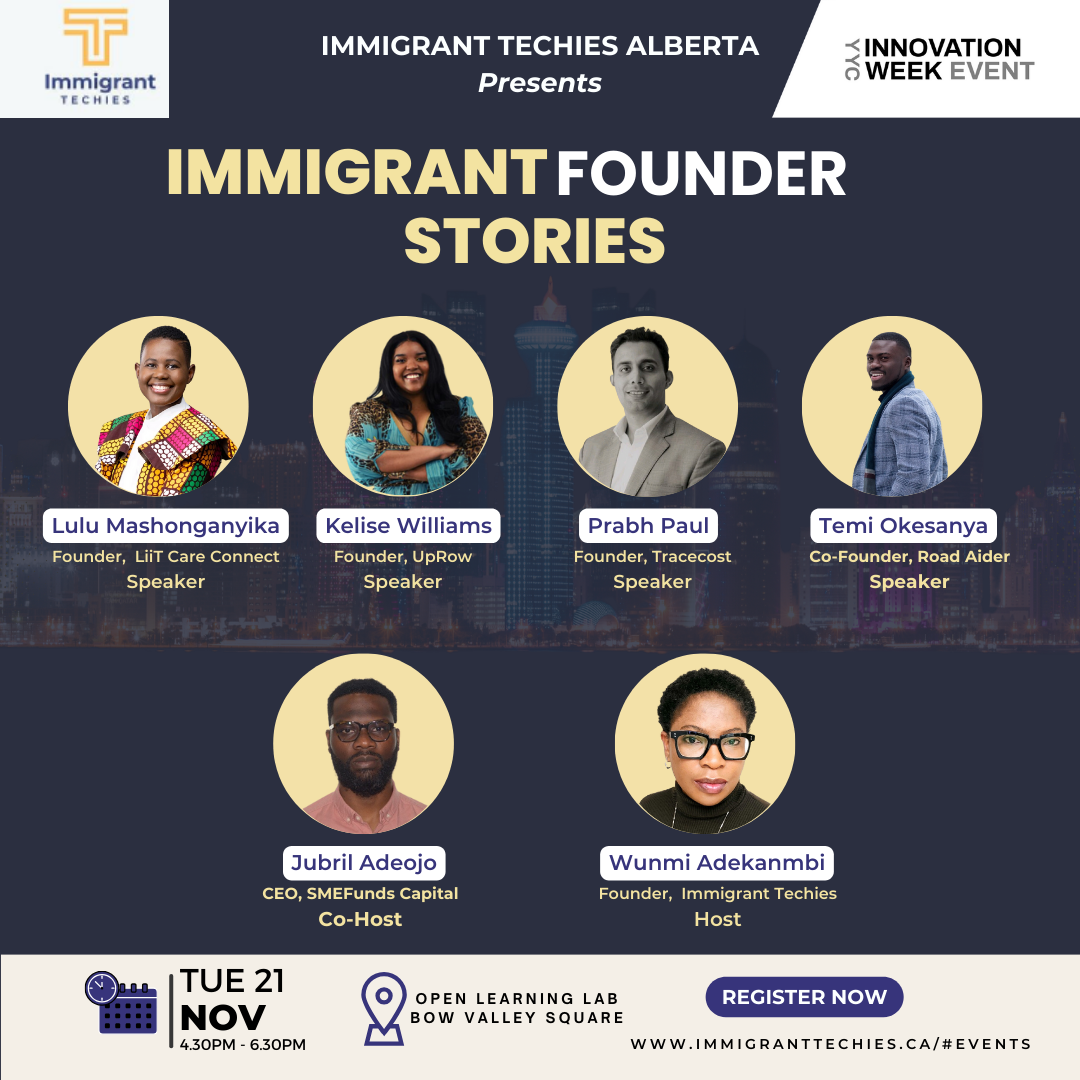 Immigrant
TECHIES
IMMIGRANT TECHIES ALBERTA
Presents
YYC
INNOVATION
WEEK EVENT
IMMIGRANT FOUNDER
STORIES
Lulu Mashonganyika
Founder, LiiT Care Connect
Speaker
Kelise Williams
Founder, UpRow
Speaker
Prabh Paul
Founder, Tracecost
Speaker
Temi Okesanya
Co-Founder, Road Aider
Speaker
Jubril Adeojo
CEO, SMEFunds Capital
Co-Host
Wunmi Adekanmbi
Founder, Immigrant Techies
Host
TUE 21
NOV
4.30PM - 6.30PM
OPEN LEARNING LAB
BOW VALLEY SQUARE
REGISTER NOW
WWW.IMMIGRANTTECHIES.CA/#EVENTS